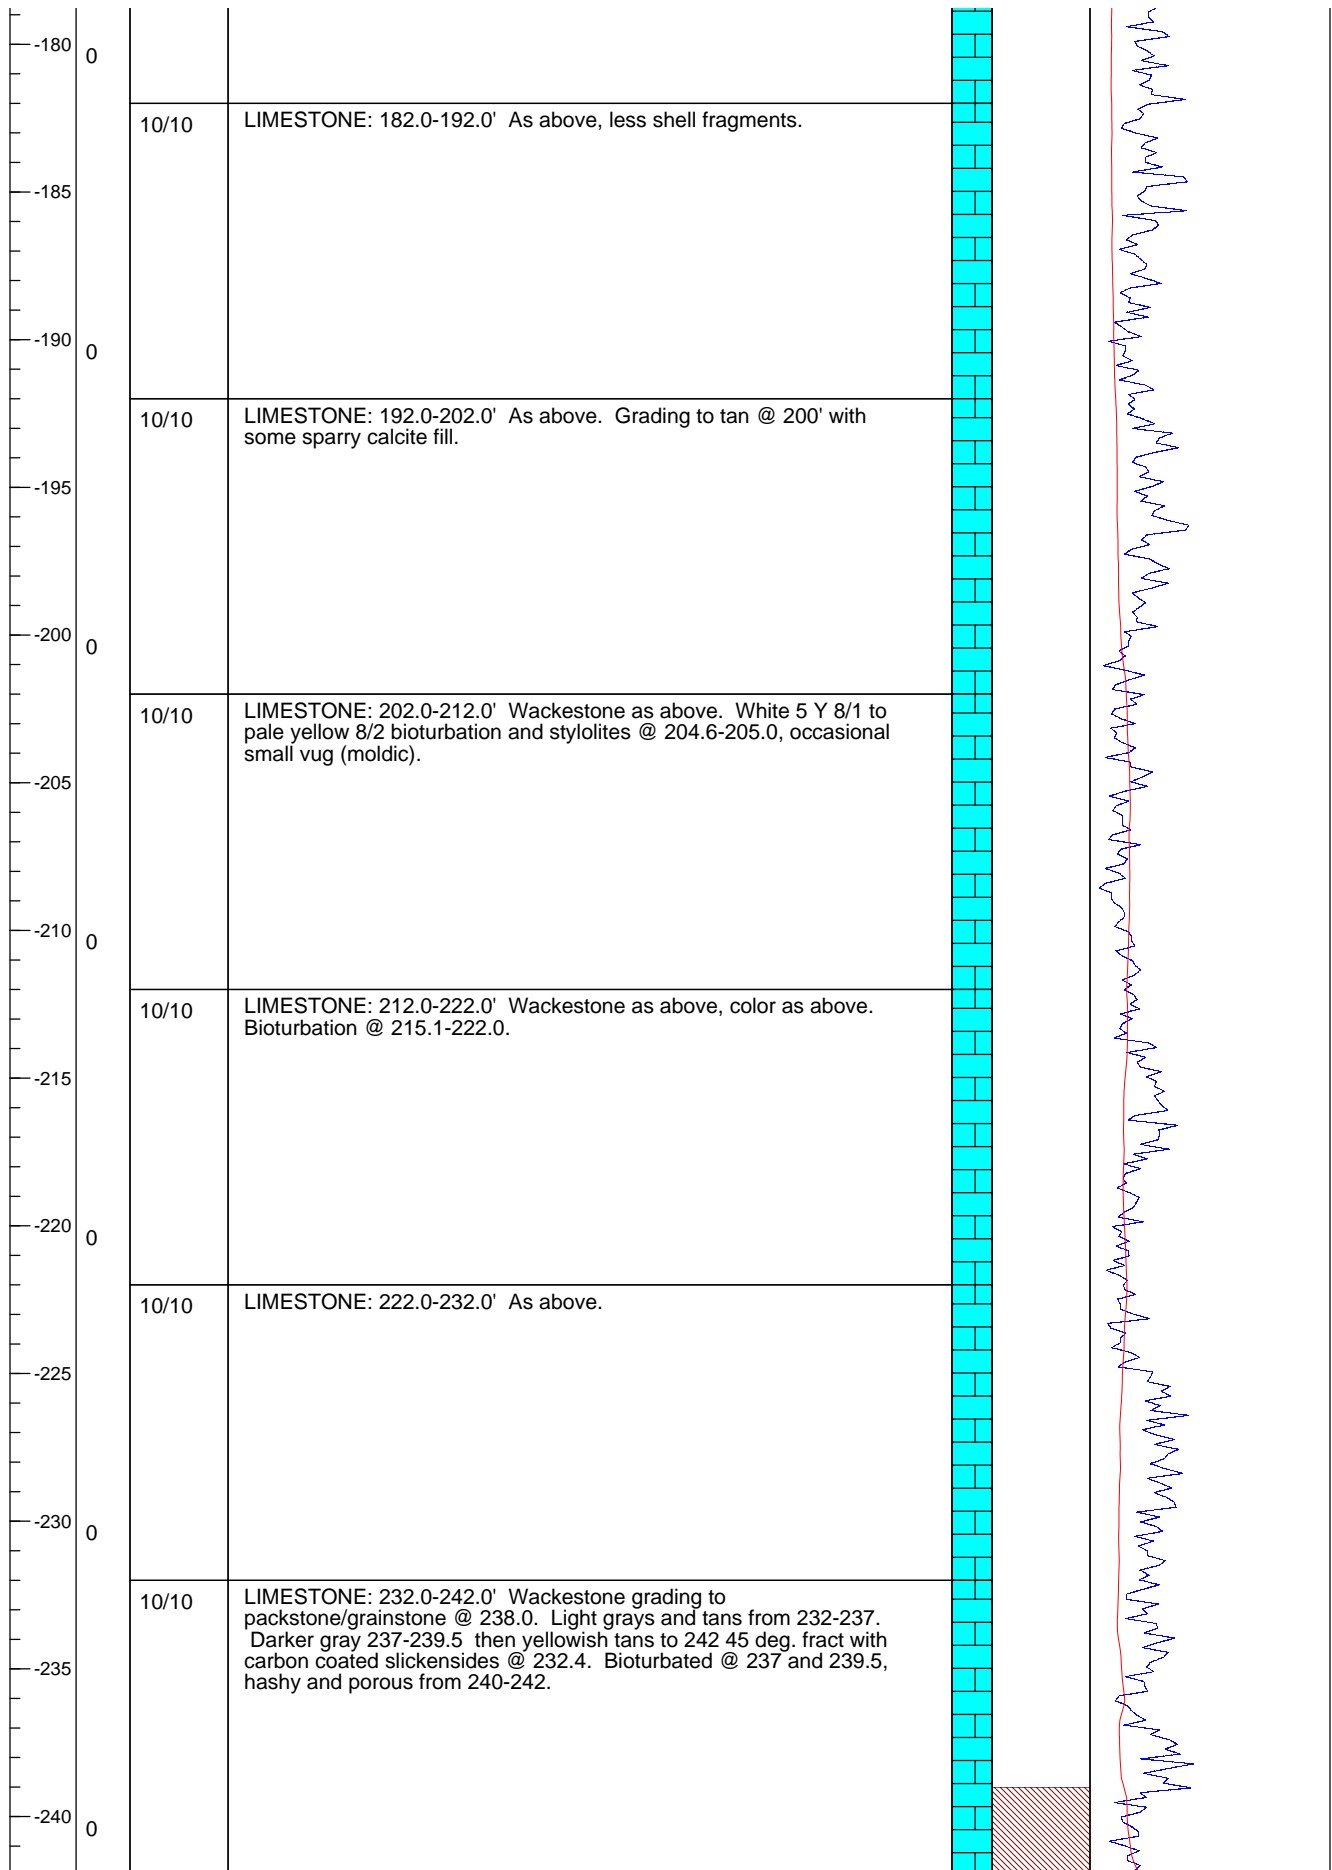 -180
0
10/10
LIMESTONE: 182.0-192.0' As above, less shell fragments.
-185
-190
0
10/10
LIMESTONE: 192.0-202.0' As above. Grading to tan @ 200' with
some sparry calcite fill.
-195
-200
0
10/10
LIMESTONE: 202.0-212.0' Wackestone as above. White 5 Y 8/1 to
pale yellow 8/2 bioturbation and stylolites @ 204.6-205.0, occasional
small vug (moldic).
-205
-210
0
10/10
LIMESTONE: 212.0-222.0' Wackestone as above, color as above.
Bioturbation @ 215.1-222.0.
-215
-220
0
10/10
LIMESTONE: 222.0-232.0' As above.
-225
-230
0
10/10
LIMESTONE: 232.0-242.0' Wackestone grading to
packstone/grainstone @ 238.0. Light grays and tans from 232-237.
Darker gray 237-239.5 then yellowish tans to 242 45 deg. fract with
carbon coated slickensides @ 232.4. Bioturbated @ 237 and 239.5,
hashy and porous from 240-242.
-235
-240
0